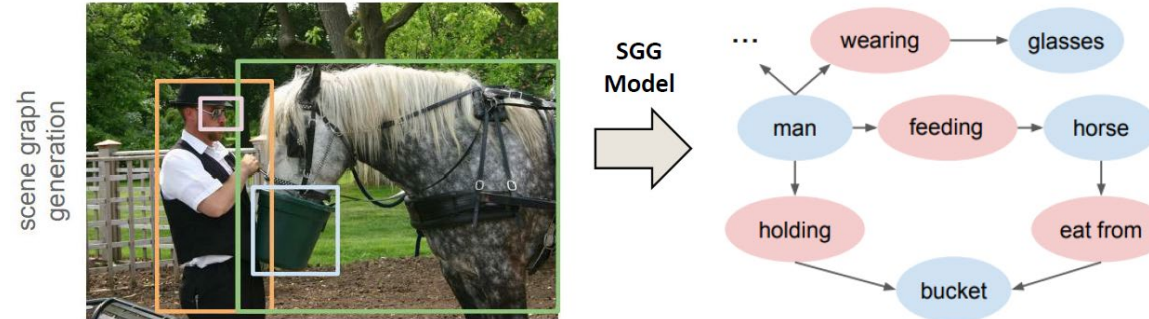 scene graph
generation
SGG
Model
...
wearing
glasses
man
feeding
horse
holding
eat from
bucket